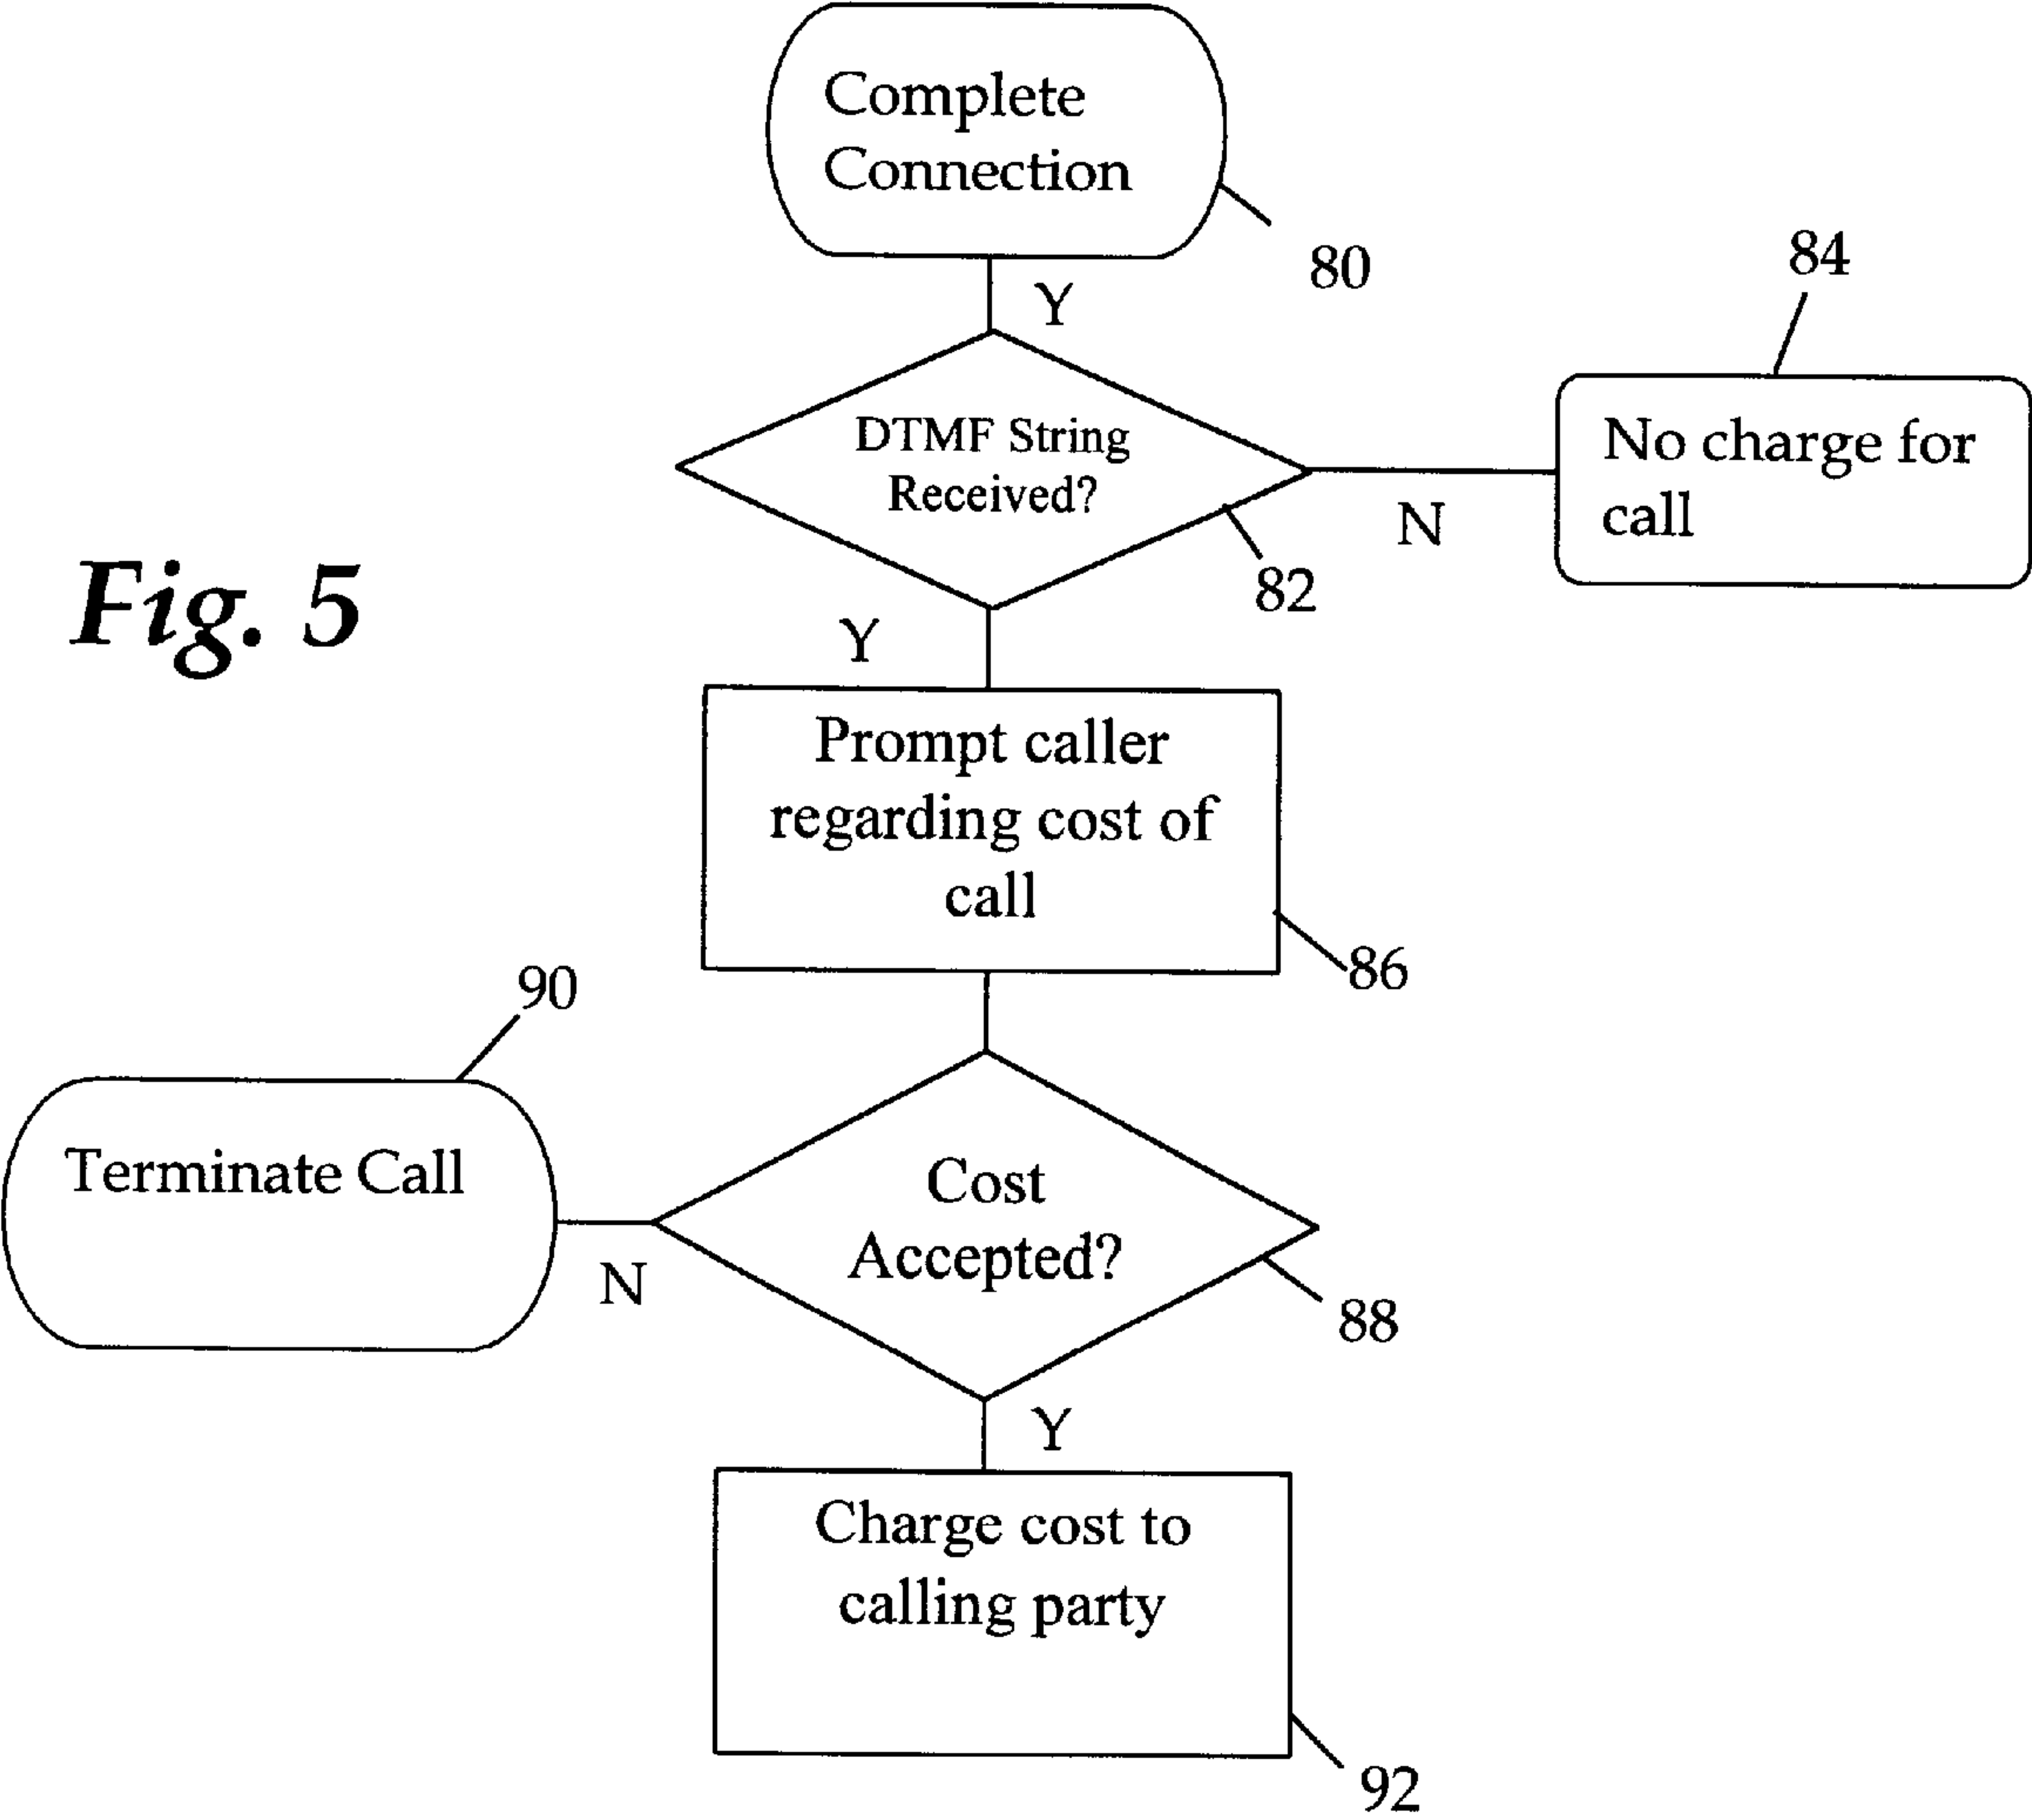 Complete
Connection
80
84
Y
DTMF String
Received?
No charge for
call
N
82
Fig. 5
Y
Prompt caller
regarding cost of
call
86
90
Terminate Call
Cost
Accepted?
N
88
Y
Charge cost to
calling party
92